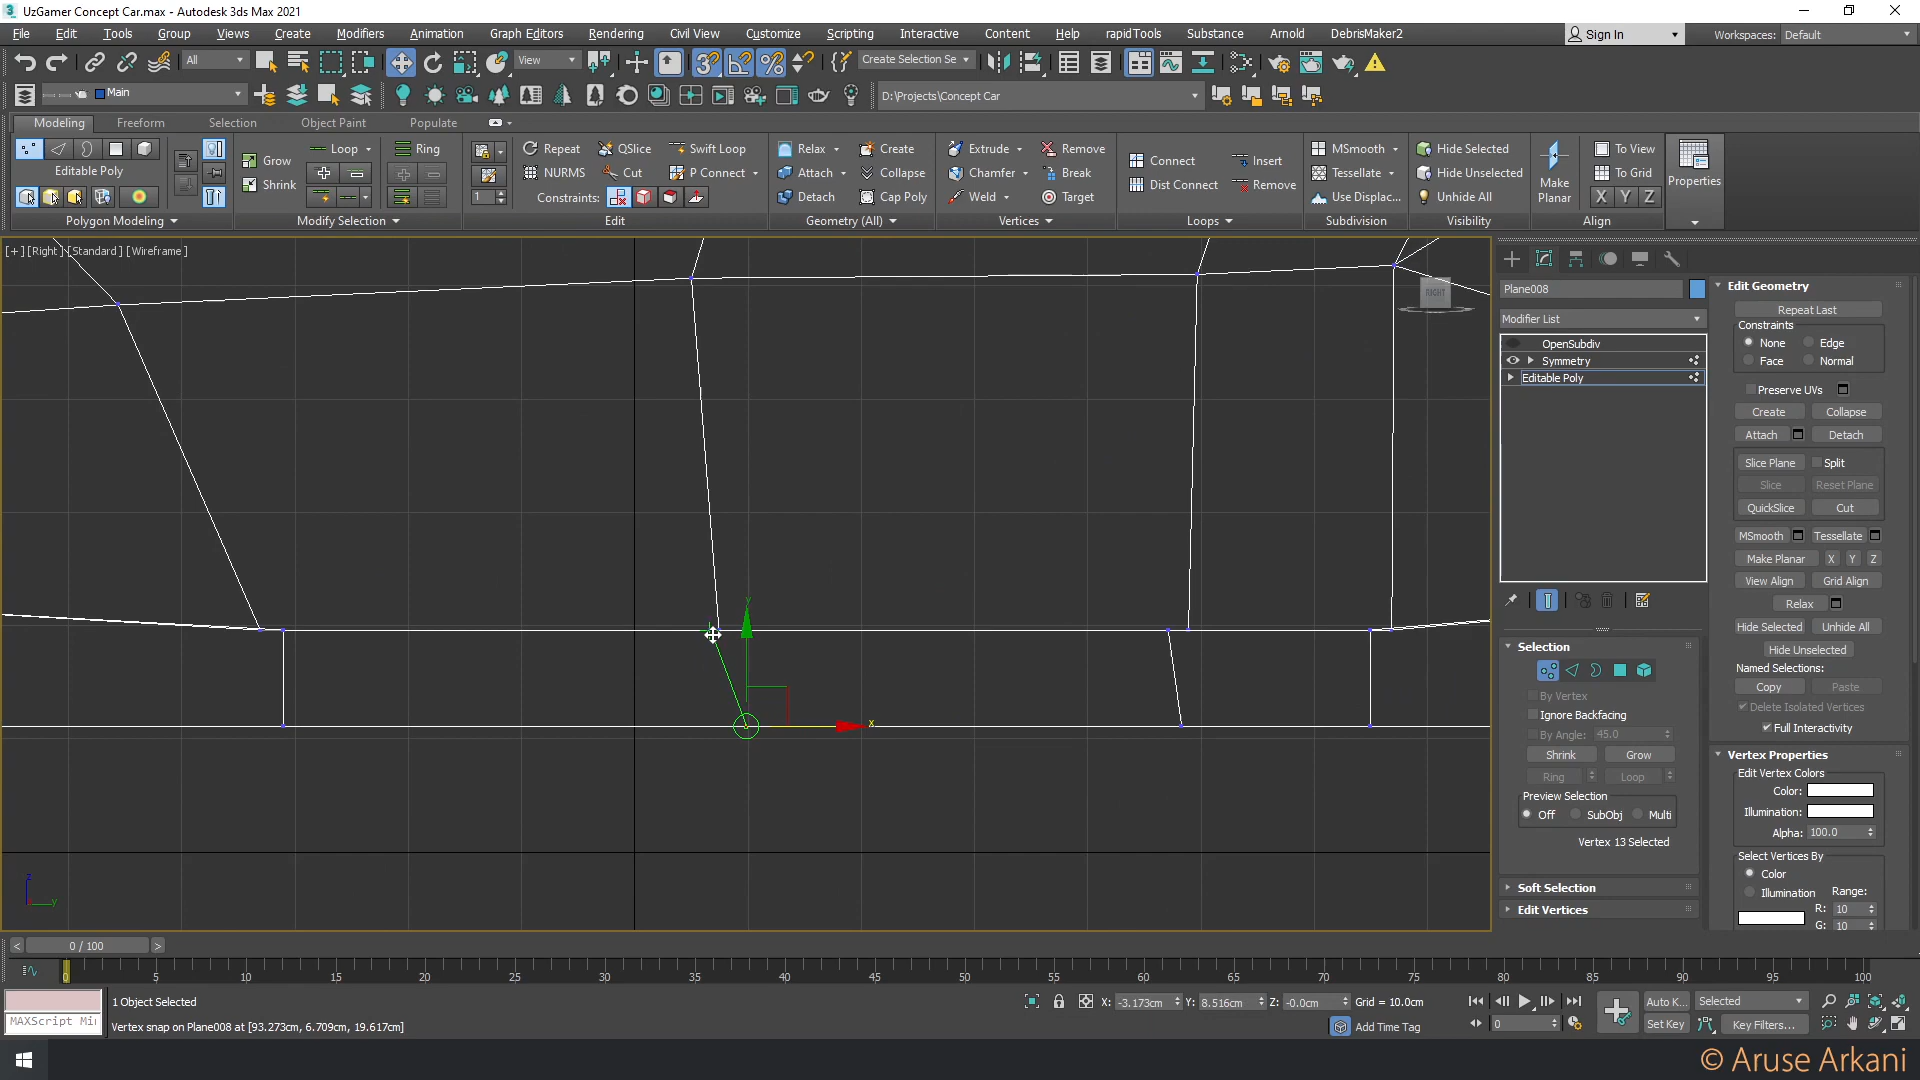 UzGamer Concept Car.max - Autodesk 3ds Max 2021
File Edit Tools Group Views Create Modifiers Animation Graph Editors Rendering Civil View Customize Scripting Interactive Content Help rapidTools Substance Arnold DebrisMaker2 Sign In Workspaces: Default
All View Create Selection Se
Main D:\Projects\Concept Car
Modeling Freeform Selection Object Paint Populate
Loop Ring Repeat QSlice Swift Loop Relax Create Extrude Remove MSmooth Hide Selected To View
Editable Poly Grow Shrink NURMS Cut P Connect Attach Collapse Chamfer Break Connect Insert Tessellate Hide Unselected Make Planar To Grid Properties
1 Constraints: Detach Cap Poly Weld Target Dist Connect Remove Use Displac... Unhide All X Y Z
Polygon Modeling Modify Selection Edit Geometry (All) Vertices Loops Subdivision Visibility Align
[+] [Right] [Standard] [Wireframe]
RIGHT
y
x
z
y
Plane008
Modifier List
OpenSubdiv
Symmetry
Editable Poly
Selection
By Vertex
Ignore Backfacing
By Angle: 45.0
Shrink Grow
Ring Loop
Preview Selection
Off SubObj Multi
Vertex 13 Selected
Soft Selection
Edit Vertices
Edit Geometry
Repeat Last
Constraints
None Edge
Face Normal
Preserve UVs
Create Collapse
Attach Detach
Slice Plane Split
Slice Reset Plane
QuickSlice Cut
MSmooth Tessellate
Make Planar X Y Z
View Align Grid Align
Relax
Hide Selected Unhide All
Hide Unselected
Named Selections:
Copy Paste
Delete Isolated Vertices
Full Interactivity
Vertex Properties
Edit Vertex Colors
Color:
Illumination:
Alpha: 100.0
Select Vertices By
Color
Illumination Range:
R: 10
G: 10
< 0 / 100 >
0 5 10 15 20 25 30 35 40 45 50 55 60 65 70 75 80 85 90 95 100
1 Object Selected X: -3.173cm Y: 8.516cm Z: -0.0cm Grid = 10.0cm Auto K... Selected
MAXScript Mi Vertex snap on Plane008 at [93.273cm, 6.709cm, 19.617cm] Add Time Tag 0 Set Key Key Filters...
© Aruse Arkani